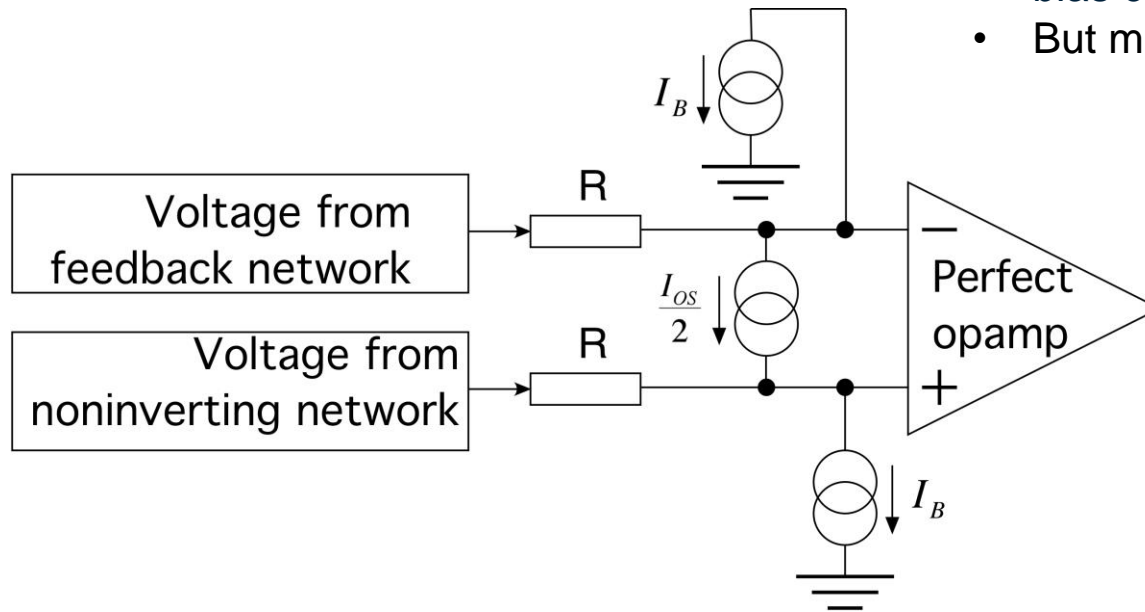 • But m
I_B
R
Voltage from
feedback network
I_OS
2
−
Perfect
opamp
Voltage from
noninverting network
R
+
I_B